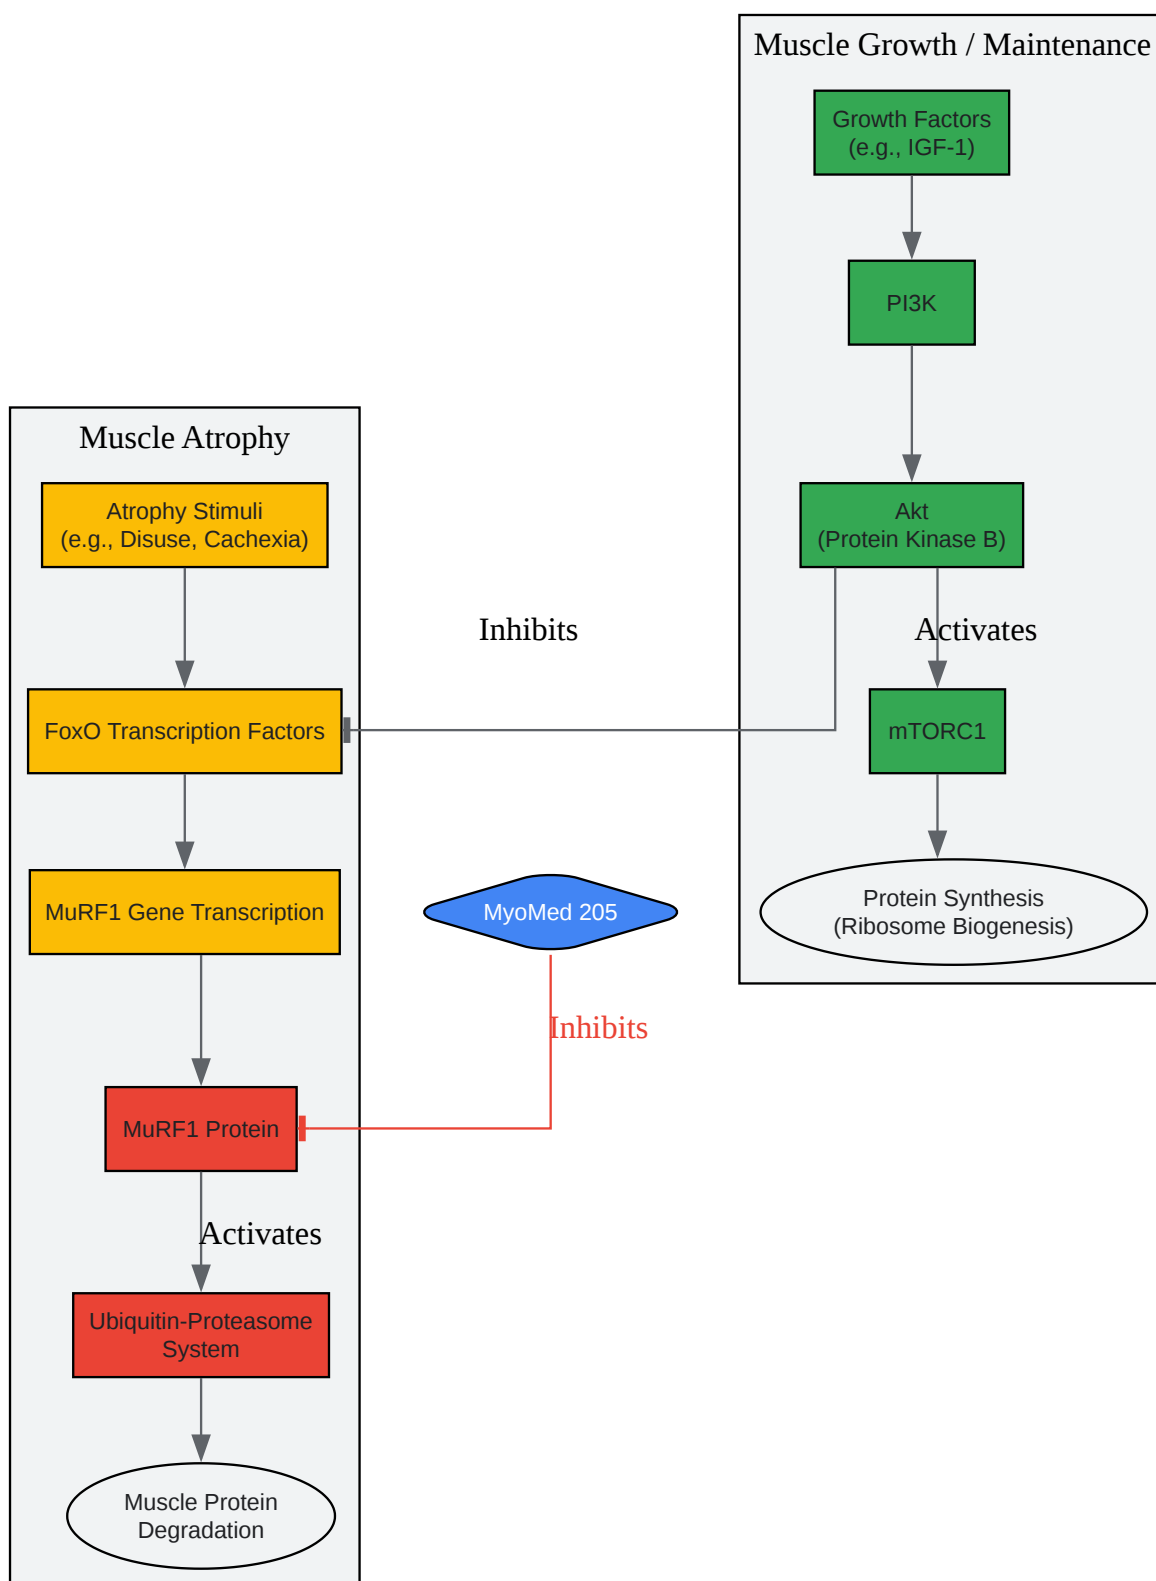 Muscle Growth / Maintenance
Growth Factors
(e.g., IGF-1)
PI3K
Akt
(Protein Kinase B)
Activates
mTORC1
Protein Synthesis
(Ribosome Biogenesis)
Inhibits
Muscle Atrophy
Atrophy Stimuli
(e.g., Disuse, Cachexia)
FoxO Transcription Factors
MuRF1 Gene Transcription
MyoMed 205
Inhibits
MuRF1 Protein
Activates
Ubiquitin-Proteasome
System
Muscle Protein
Degradation